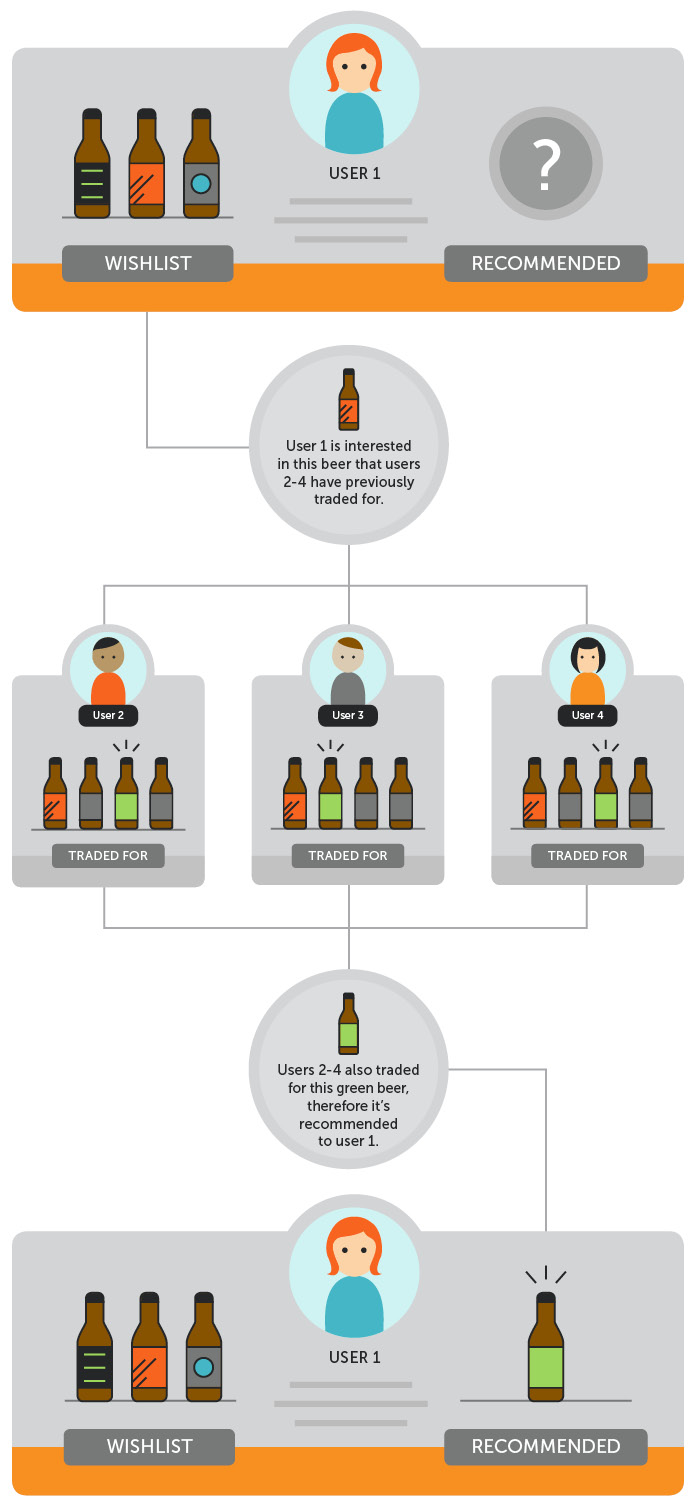 USER 1
?
WISHLIST
RECOMMENDED
User 1 is interested
in this beer that users
2-4 have previously
traded for.
User 2
User 3
User 4
TRADED FOR
TRADED FOR
TRADED FOR
Users 2-4 also traded
for this green beer,
therefore it's
recommended
to user 1.
USER 1
WISHLIST
RECOMMENDED